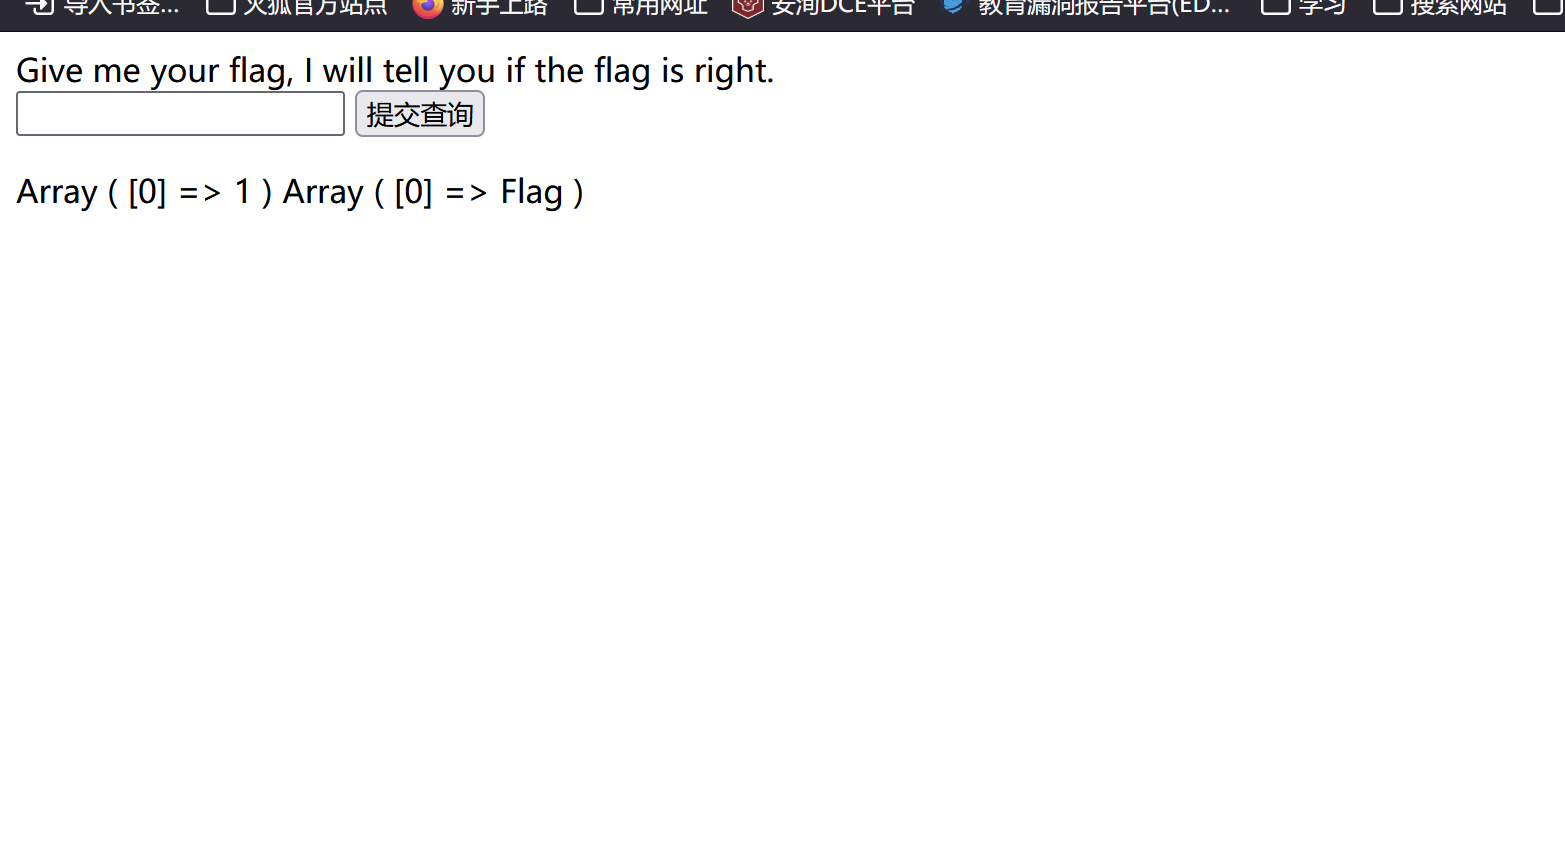 导入书签... 火狐官方站点 新手上路 常用网址 安洵DCE平台 教育漏洞报告平台(ED... 学习 搜索网站
Give me your flag, I will tell you if the flag is right.
提交查询
Array ( [0] => 1 ) Array ( [0] => Flag )